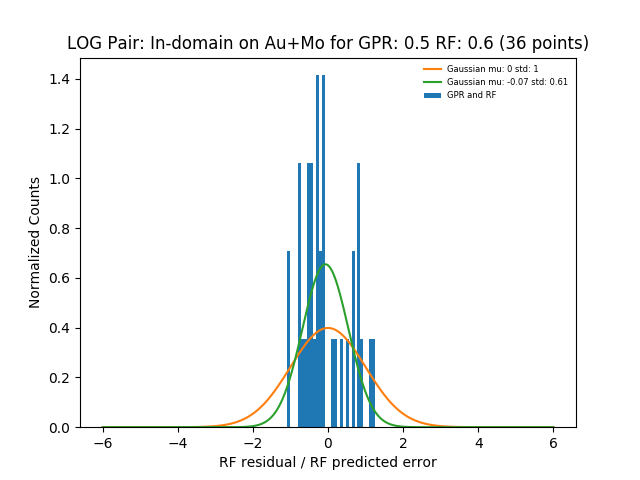 LOG Pair: In-domain on Au+Mo for GPR: 0.5 RF: 0.6 (36 points)
Gaussian mu: 0 std: 1
Gaussian mu: -0.07 std: 0.61
GPR and RF
Normalized Counts
1.4
1.2
1.0
0.8
0.6
0.4
0.2
0.0
−6 −4 −2 0 2 4 6
RF residual / RF predicted error